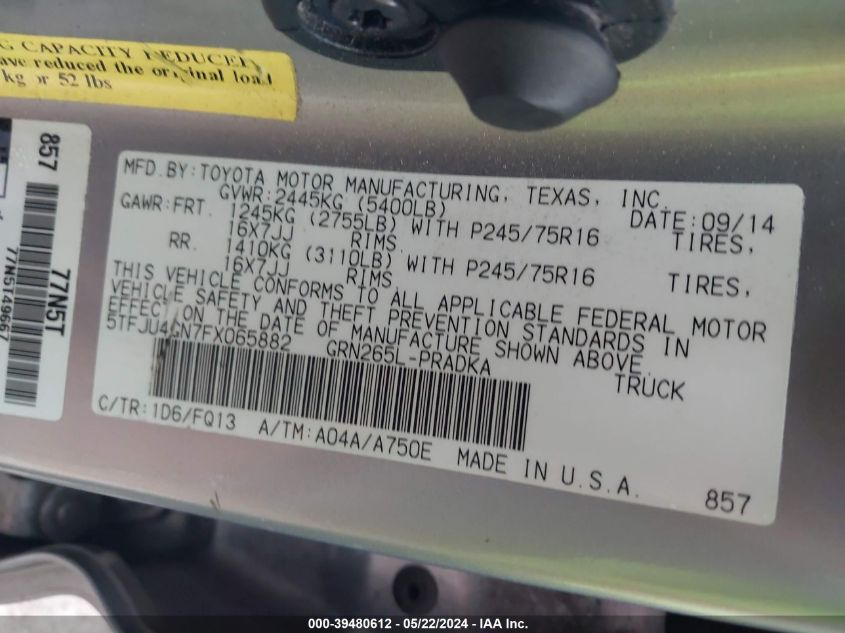 G CAPACITY REDUCED
ave reduced the original load
kg or 52 lbs
857
77N5T
77N5T49667
MFD.BY:TOYOTA MOTOR MANUFACTURING, TEXAS, INC.
GVWR:2445KG (5400LB) DATE:09/14
GAWR:FRT. 1245KG (2755LB) WITH P245/75R16 TIRES,
16X7JJ RIMS.
RR. 1410KG (3110LB) WITH P245/75R16 TIRES,
16X7JJ RIMS.
THIS VEHICLE CONFORMS TO ALL APPLICABLE FEDERAL MOTOR
VEHICLE SAFETY AND THEFT PREVENTION STANDARDS IN
EFFECT ON THE DATE OF MANUFACTURE SHOWN ABOVE.
5TFJU4GN7FX065882 GRN265L-PRADKA TRUCK
C/TR:1D6/FQ13 A/TM:A04A/A750E MADE IN U.S.A.
857
000-39480612 - 05/22/2024 - IAA Inc.